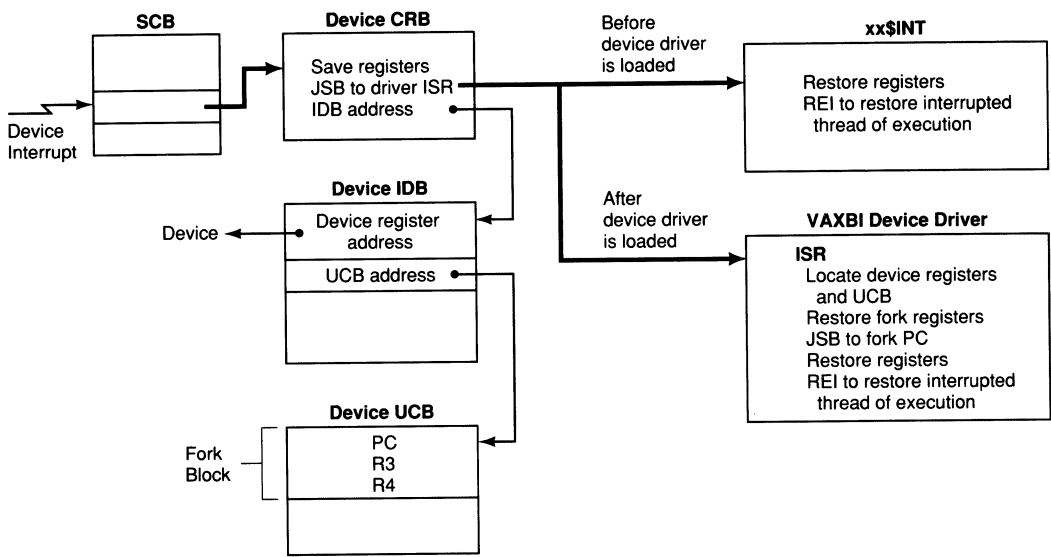 SCB
Device
Interrupt
Device CRB
Save registers
JSB to driver ISR
IDB address
Before
device driver
is loaded
xx$INT
Restore registers
REI to restore interrupted
thread of execution
Device IDB
Device register
address
Device
UCB address
After
device driver
is loaded
VAXBI Device Driver
ISR
Locate device registers
and UCB
Restore fork registers
JSB to fork PC
Restore registers
REI to restore interrupted
thread of execution
Device UCB
Fork
Block
PC
R3
R4